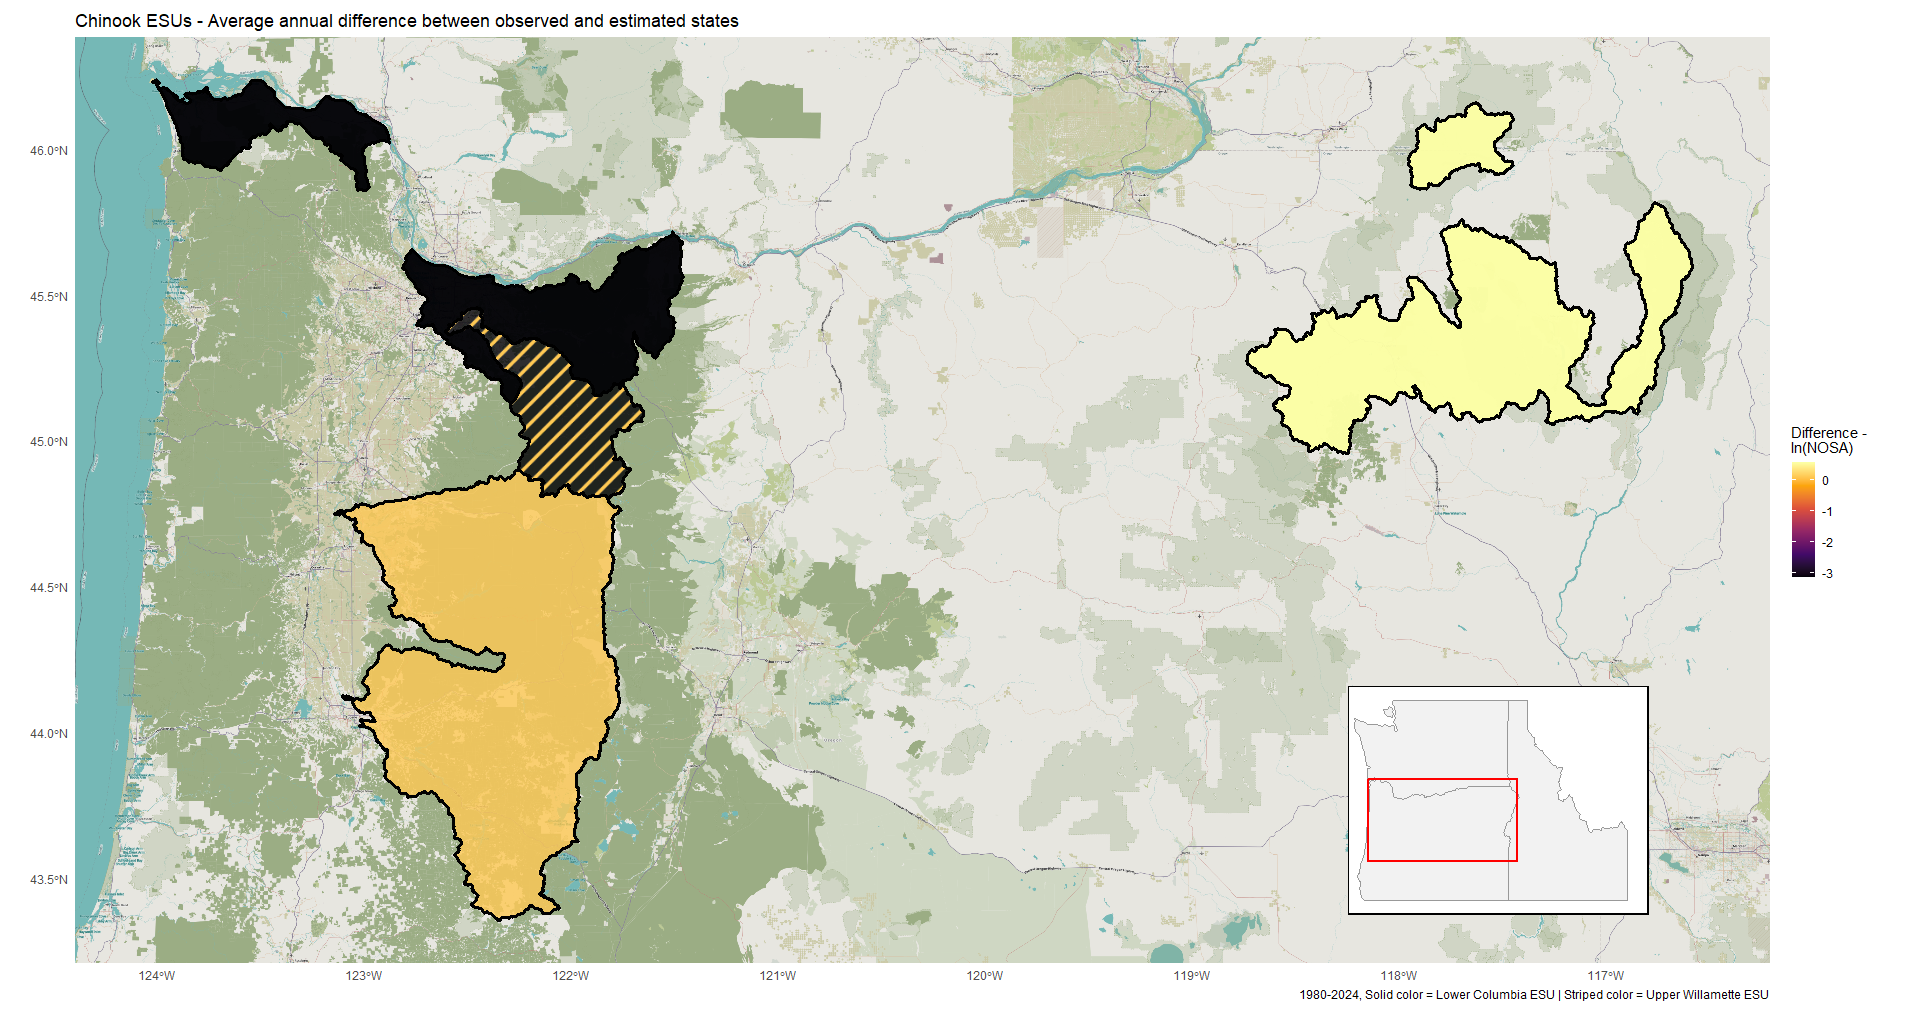 Chinook ESUs - Average annual difference between observed and estimated states
46.0°N
45.5°N
45.0°N
44.5°N
44.0°N
43.5°N
124°W
123°W
122°W
121°W
120°W
119°W
118°W
117°W
Difference -
ln(NOSA)
0
-1
-2
-3
1980-2024, Solid color = Lower Columbia ESU | Striped color = Upper Willamette ESU